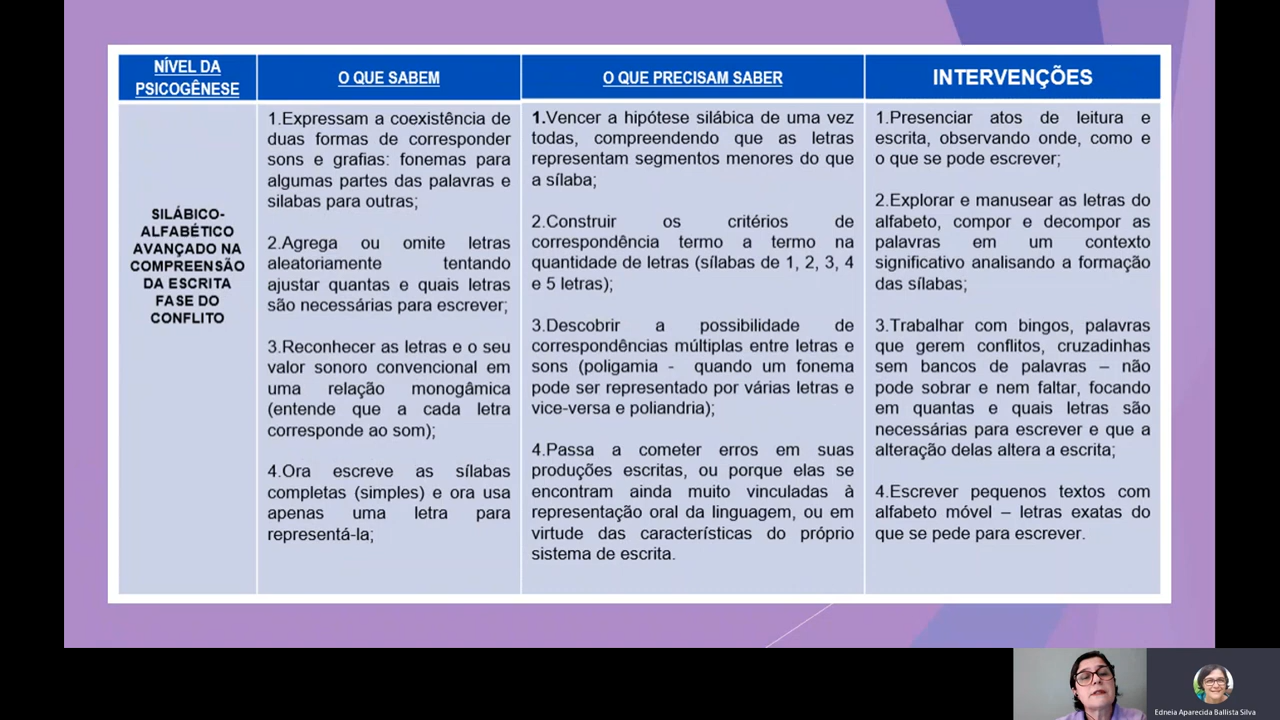 NÍVEL DA
PSICOGÊNESE
O QUE SABEM
O QUE PRECISAM SABER
INTERVENÇÕES
SILÁBICO-
ALFABÉTICO
AVANÇADO NA
COMPREENSÃO
DA ESCRITA
FASE DO
CONFLITO
1.Expressam a coexistência de
duas formas de corresponder
sons e grafias: fonemas para
algumas partes das palavras e
silabas para outras;
2.Agrega ou omite letras
aleatoriamente tentando
ajustar quantas e quais letras
são necessárias para escrever;
3.Reconhecer as letras e o seu
valor sonoro convencional em
uma relação monogâmica
(entende que a cada letra
corresponde ao som);
4.Ora escreve as sílabas
completas (simples) e ora usa
apenas uma letra para
representá-la;
1.Vencer a hipótese silábica de uma vez
todas, compreendendo que as letras
representam segmentos menores do que
a sílaba;
2.Construir os critérios de
correspondência termo a termo na
quantidade de letras (sílabas de 1, 2, 3, 4
e 5 letras);
3.Descobrir a possibilidade de
correspondências múltiplas entre letras e
sons (poligamia - quando um fonema
pode ser representado por várias letras e
vice-versa e poliandria);
4.Passa a cometer erros em suas
produções escritas, ou porque elas se
encontram ainda muito vinculadas à
representação oral da linguagem, ou em
virtude das características do próprio
sistema de escrita.
1.Presenciar atos de leitura e
escrita, observando onde, como e
o que se pode escrever;
2.Explorar e manusear as letras do
alfabeto, compor e decompor as
palavras em um contexto
significativo analisando a formação
das sílabas;
3.Trabalhar com bingos, palavras
que gerem conflitos, cruzadinhas
sem bancos de palavras – não
pode sobrar e nem faltar, focando
em quantas e quais letras são
necessárias para escrever e que a
alteração delas altera a escrita;
4.Escrever pequenos textos com
alfabeto móvel – letras exatas do
que se pede para escrever.
Edneia Aparecida Ballista Silva